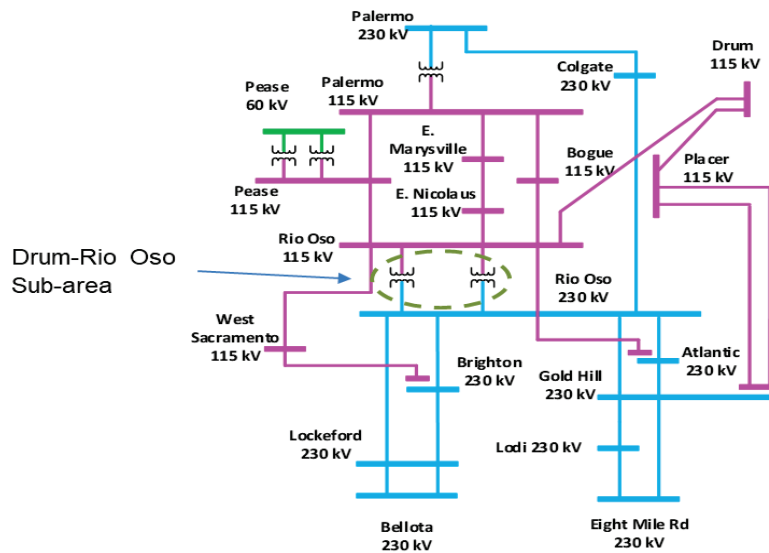 Palermo
230 kV
Drum
115 kV
Colgate
230 kV
Pease
60 kV
Palermo
115 kV
E.
Marysville
115 kV
Bogue
115 kV
Placer
115 kV
Pease
115 kV
E. Nicolaus
115 kV
Rio Oso
115 kV
Drum-Rio Oso
Sub-area
Rio Oso
230 kV
West
Sacramento
115 kV
Brighton
230 kV
Atlantic
230 kV
Gold Hill
230 kV
Lockeford
230 kV
Lodi 230 kV
Bellota
230 kV
Eight Mile Rd
230 kV